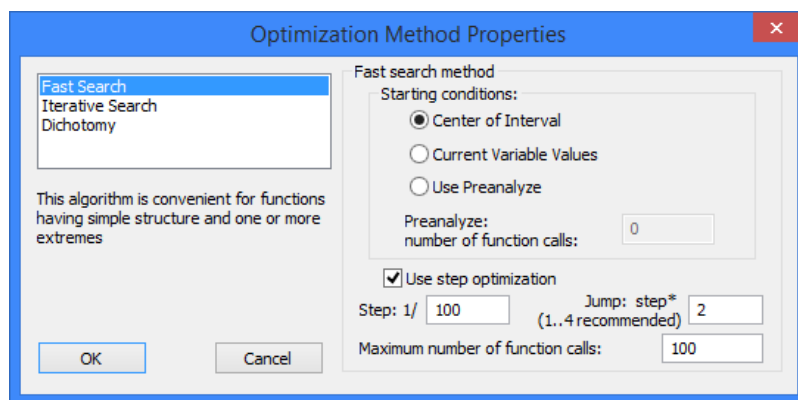 Optimization Method Properties
Fast Search
Iterative Search
Dichotomy
This algorithm is convenient for functions
having simple structure and one or more
extremes
OK
Cancel
Fast search method
Starting conditions:
Center of Interval
Current Variable Values
Use Preanalyze
Preanalyze:
number of function calls:
0
Use step optimization
Step: 1/
100
Jump: step*
(1..4 recommended)
2
Maximum number of function calls:
100